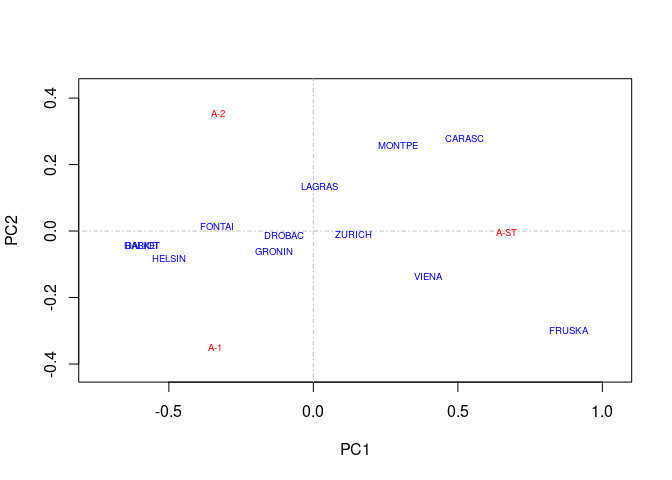 0.4
A-2
CARASC
MONTPE
0.2
LAGRAS
PC2
0.0
FONTAI
DROBAC
ZURICH
A-ST
GRONIN
HELSIN
VIENA
-0.2
FRUSKA
A-1
-0.4
-0.5
0.0
0.5
1.0
PC1